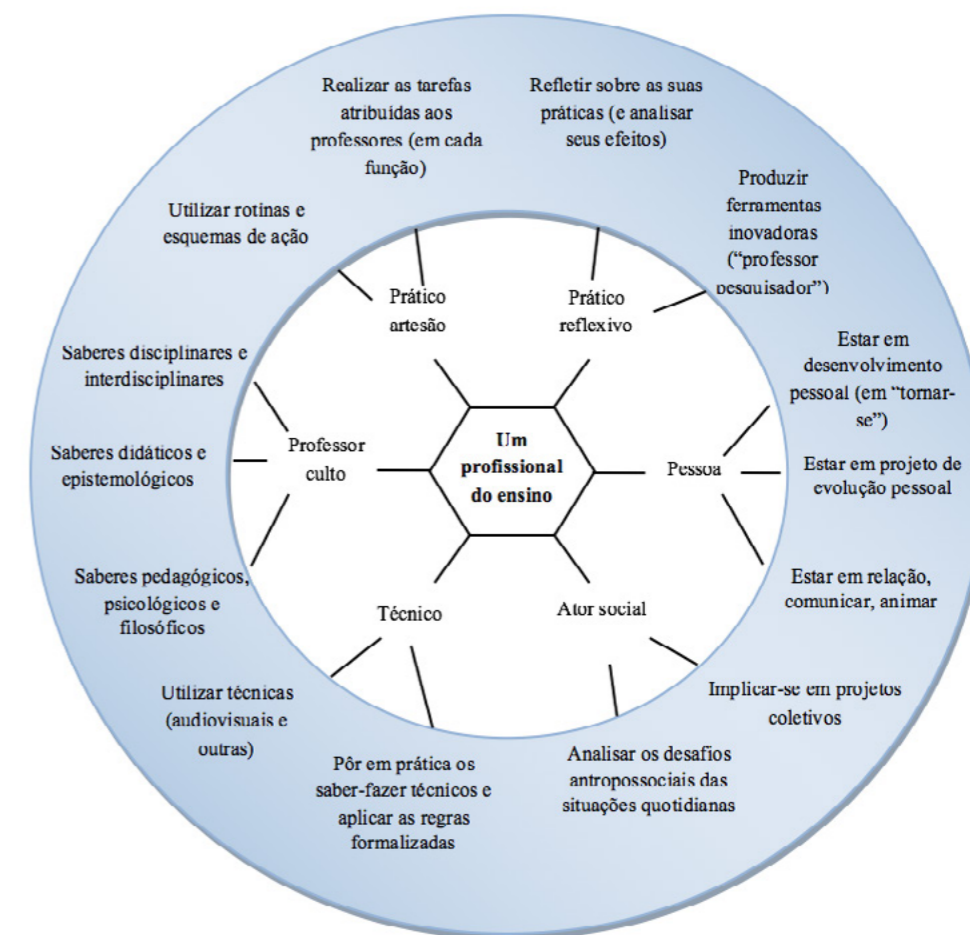 Realizar as tarefas
atribuídas aos
professores (em cada
função)
Refletir sobre as suas
práticas (e analisar
seus efeitos)
Produzir
ferramentas
inovadoras
(“professor
pesquisador”)
Utilizar rotinas e
esquemas de ação
Prático
artesão
Prático
reflexivo
Saberes disciplinares e
interdisciplinares
Estar em
desenvolvimento
pessoal (em “tornar-
se”)
Saberes didáticos e
epistemológicos
Professor
culto
Um
profissional
do ensino
Pessoa
Estar em projeto de
evolução pessoal
Saberes pedagógicos,
psicológicos e
filosóficos
Técnico
Ator social
Estar em relação,
comunicar, animar
Utilizar técnicas
(audiovisuais e
outras)
Implicar-se em projetos
coletivos
Pôr em prática os
saber-fazer técnicos e
aplicar as regras
formalizadas
Analisar os desafios
antropossociais das
situações quotidianas